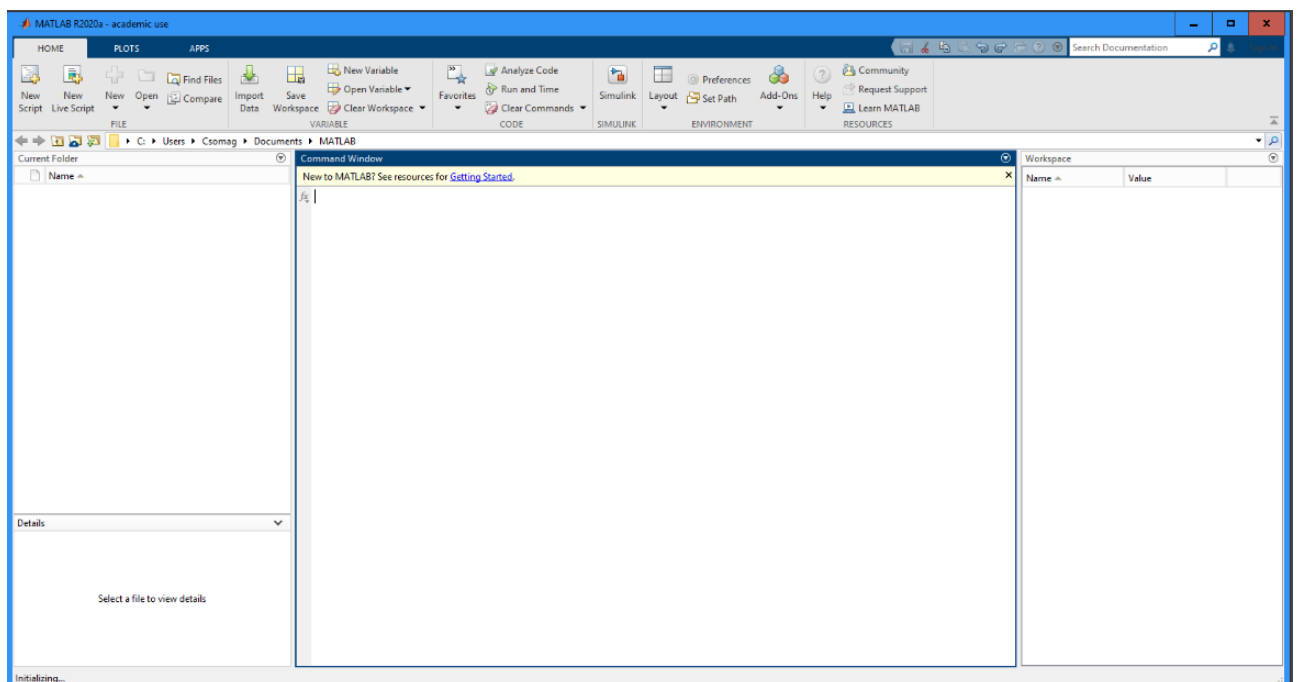 MATLAB R2020a - academic use
HOME PLOTS APPS
Search Documentation
New Script
New Live Script
New
Open
Find Files
Compare
FILE
Import Data
Save Workspace
New Variable
Open Variable
Clear Workspace
VARIABLE
Favorites
Analyze Code
Run and Time
Clear Commands
CODE
Simulink
SIMULINK
Layout
Preferences
Set Path
Add-Ons
ENVIRONMENT
Help
Community
Request Support
Learn MATLAB
RESOURCES
C: Users Csomag Documents MATLAB
Current Folder
Name
Command Window
New to MATLAB? See resources for Getting Started.
fx
Workspace
Name Value
Details
Select a file to view details
Initializing...